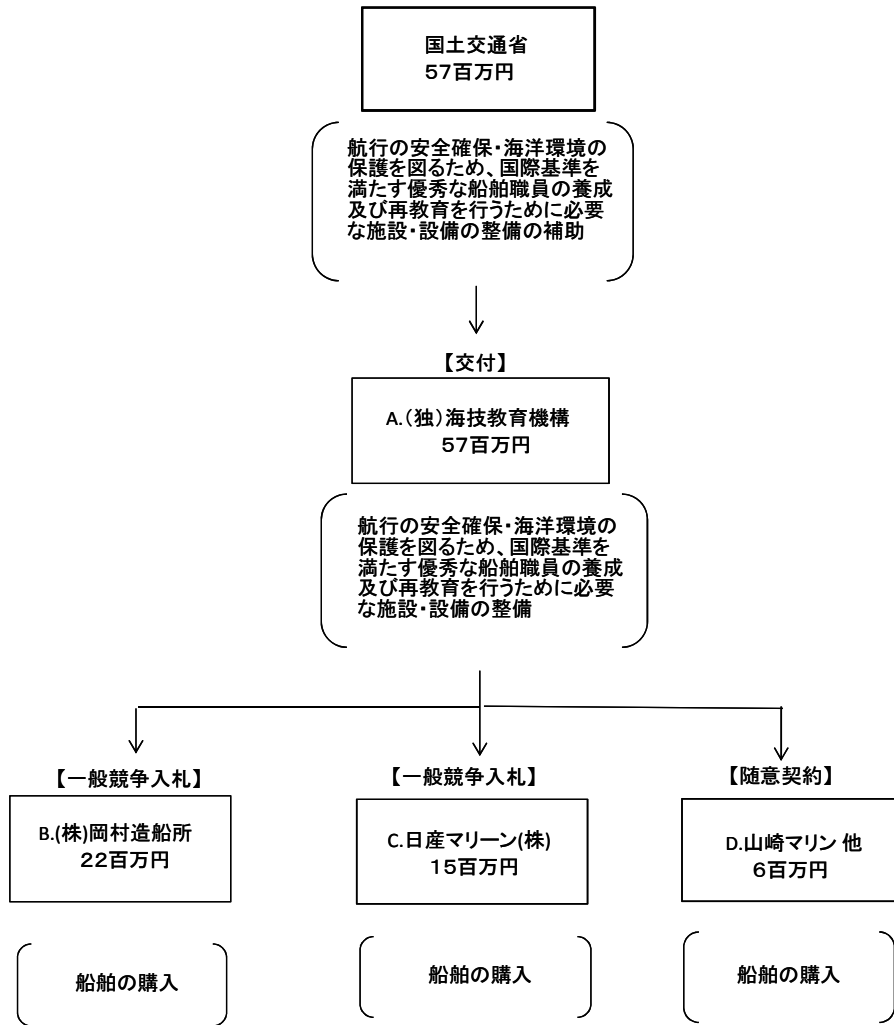 国土交通省
57百万円
航行の安全確保・海洋環境の
保護を図るため、国際基準を
満たす優秀な船舶職員の養成
及び再教育を行うために必要
な施設・設備の整備の補助
【交付】
A.(独)海技教育機構
57百万円
航行の安全確保・海洋環境の
保護を図るため、国際基準を
満たす優秀な船舶職員の養成
及び再教育を行うために必要
な施設・設備の整備
【一般競争入札】
B.(株)岡村造船所
22百万円
船舶の購入
【一般競争入札】
C.日産マリーン(株)
15百万円
船舶の購入
【随意契約】
D.山崎マリン 他
6百万円
船舶の購入